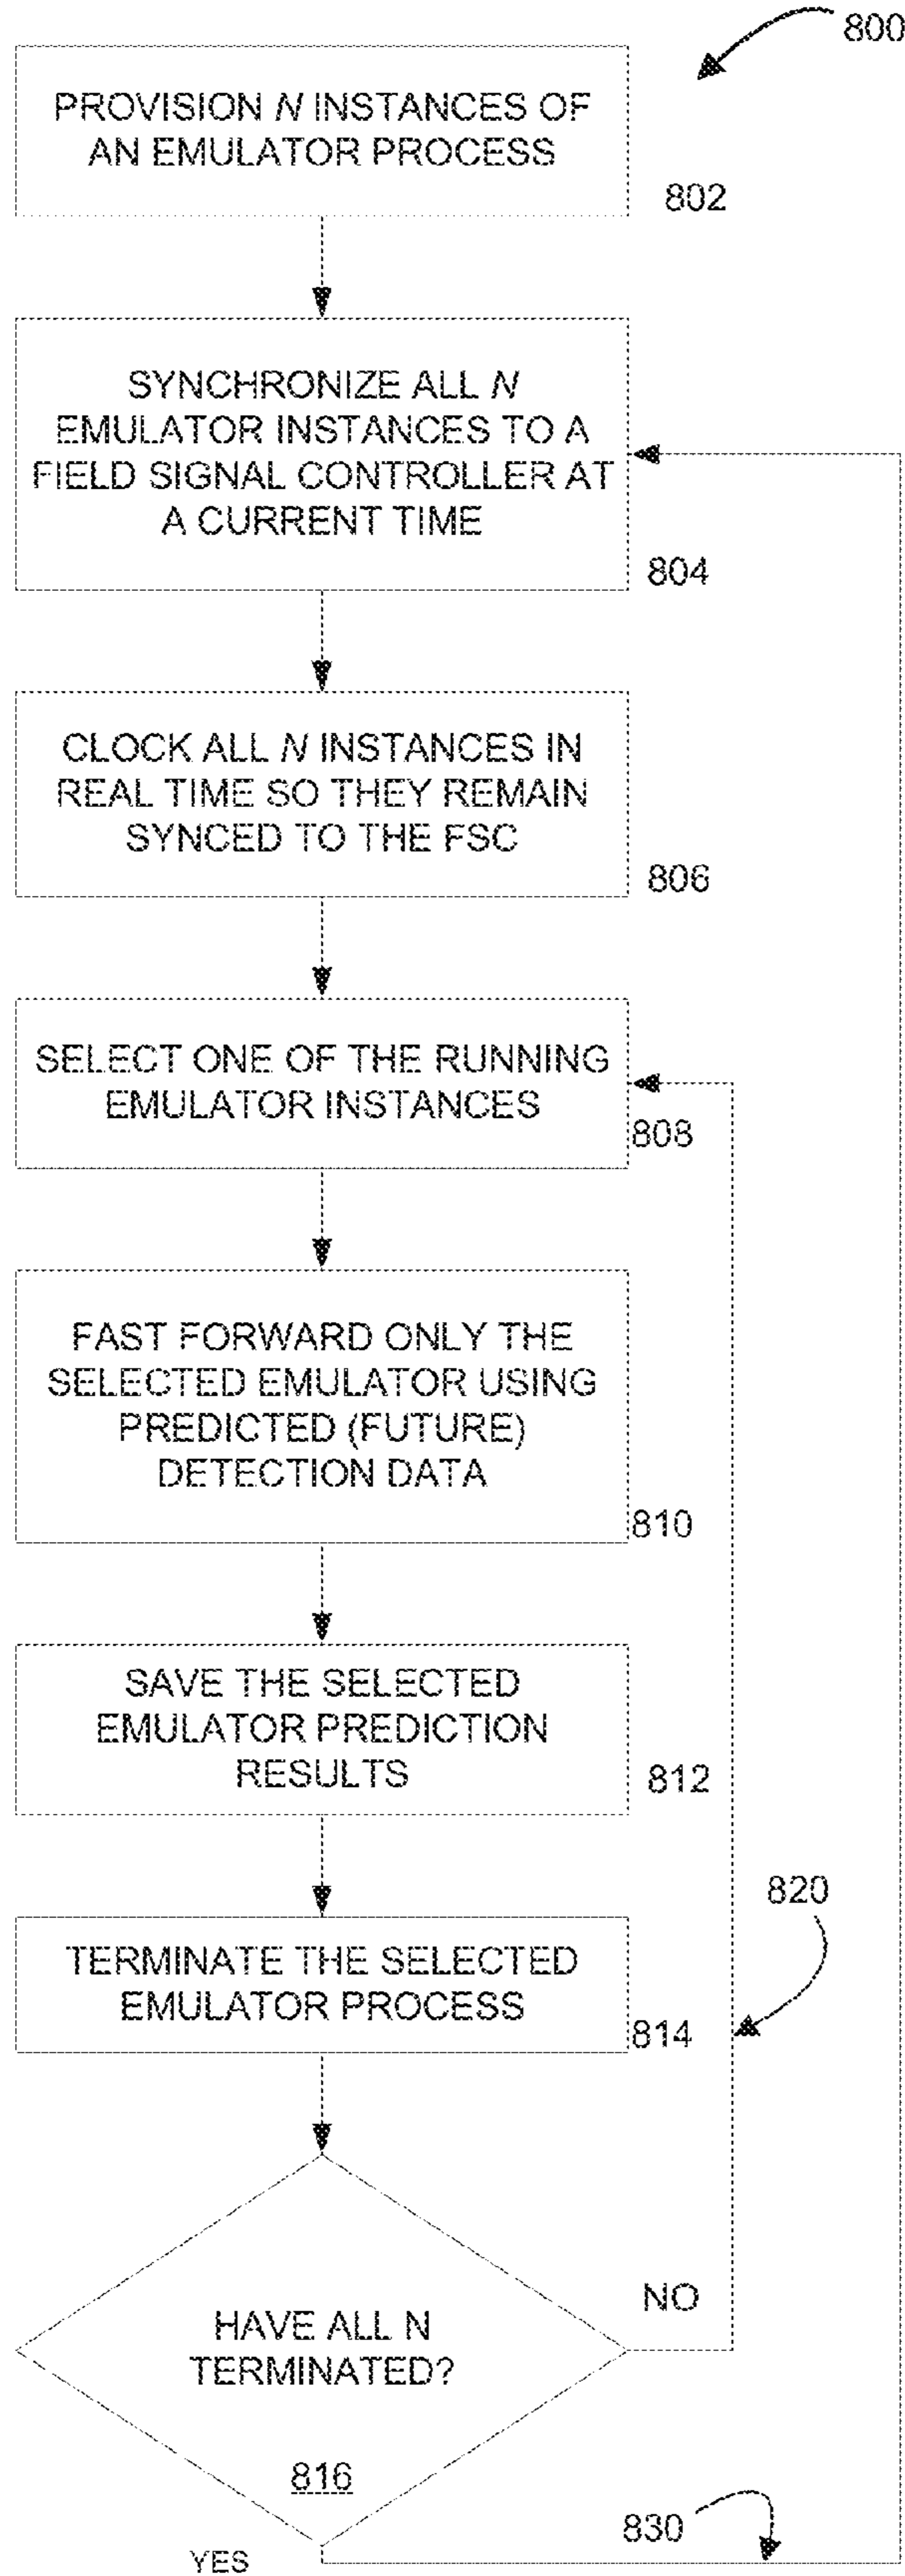 800
PROVISION N INSTANCES OF
AN EMULATOR PROCESS
802
SYNCHRONIZE ALL N
EMULATOR INSTANCES TO A
FIELD SIGNAL CONTROLLER AT
A CURRENT TIME
804
CLOCK ALL N INSTANCES IN
REAL TIME SO THEY REMAIN
SYNCED TO THE FSC
806
SELECT ONE OF THE RUNNING
EMULATOR INSTANCES
808
FAST FORWARD ONLY THE
SELECTED EMULATOR USING
PREDICTED (FUTURE)
DETECTION DATA
810
SAVE THE SELECTED
EMULATOR PREDICTION
RESULTS
812
820
TERMINATE THE SELECTED
EMULATOR PROCESS
814
NO
HAVE ALL N
TERMINATED?
816
830
YES